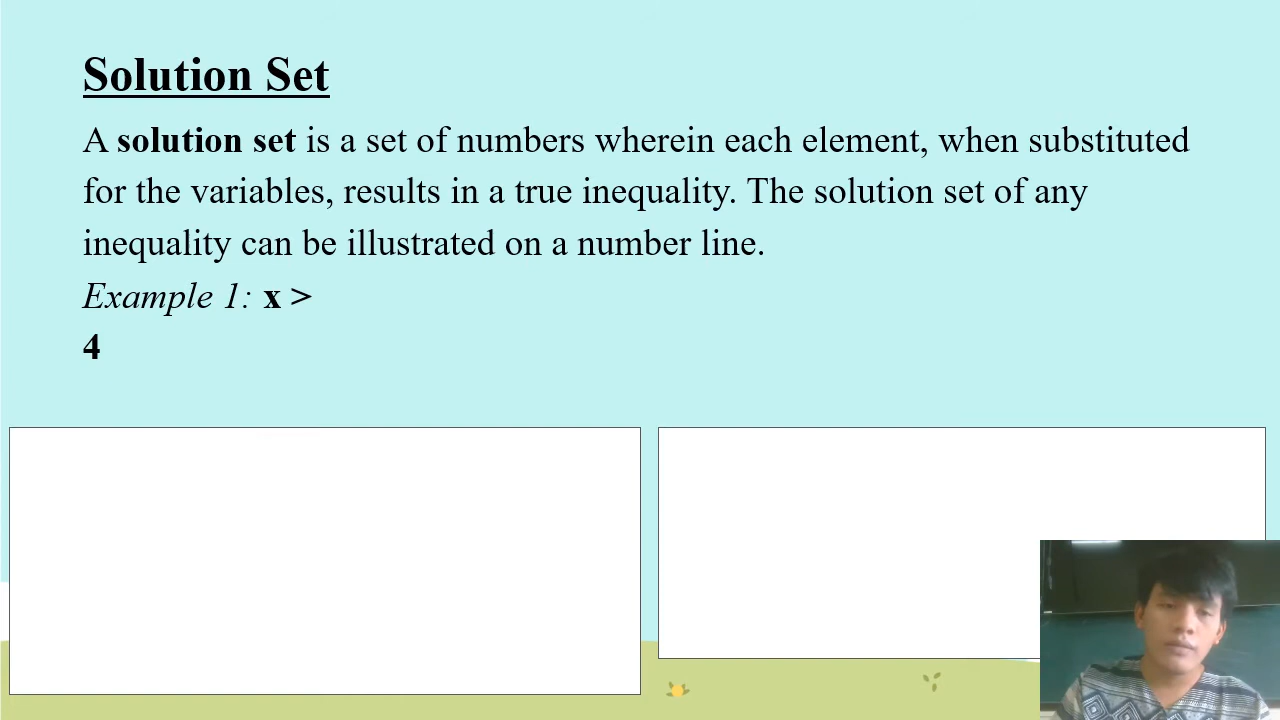 Solution Set
A solution set is a set of numbers wherein each element, when substituted
for the variables, results in a true inequality. The solution set of any
inequality can be illustrated on a number line.
Example 1: x >
4